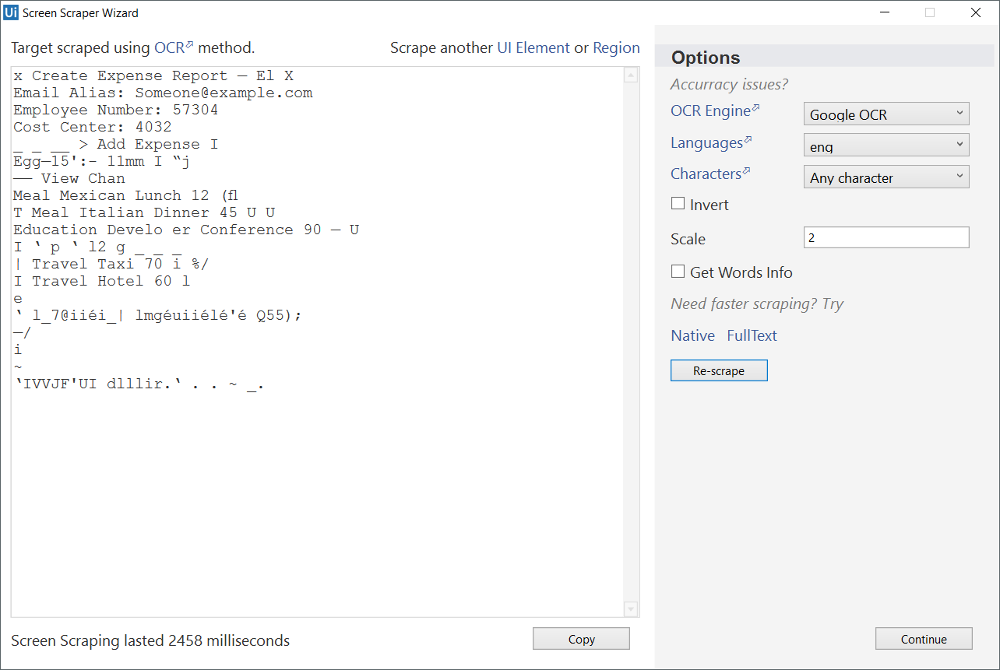 Ui Screen Scraper Wizard
Target scraped using OCR method.
Scrape another UI Element or Region
x Create Expense Report — El X
Email Alias: Someone@example.com
Employee Number: 57304
Cost Center: 4032
_ _ __ > Add Expense I
Egg—15':- 11mm I “j
—— View Chan
Meal Mexican Lunch 12 (ﬂ
T Meal Italian Dinner 45 U U
Education Develo er Conference 90 — U
I ‘ p ‘ l2 g _ _ _
| Travel Taxi 70 i %/
I Travel Hotel 60 l
e
‘ l_7@iiéi_| lmgéuiiélé'é Q55);
—/
i
~
‘IVVJF'UI dlllir.‘ . . ~ _.
Screen Scraping lasted 2458 milliseconds
Copy
Options
Accurracy issues?
OCR Engine Google OCR
Languages eng
Characters Any character
Invert
Scale 2
Get Words Info
Need faster scraping? Try
Native FullText
Re-scrape
Continue